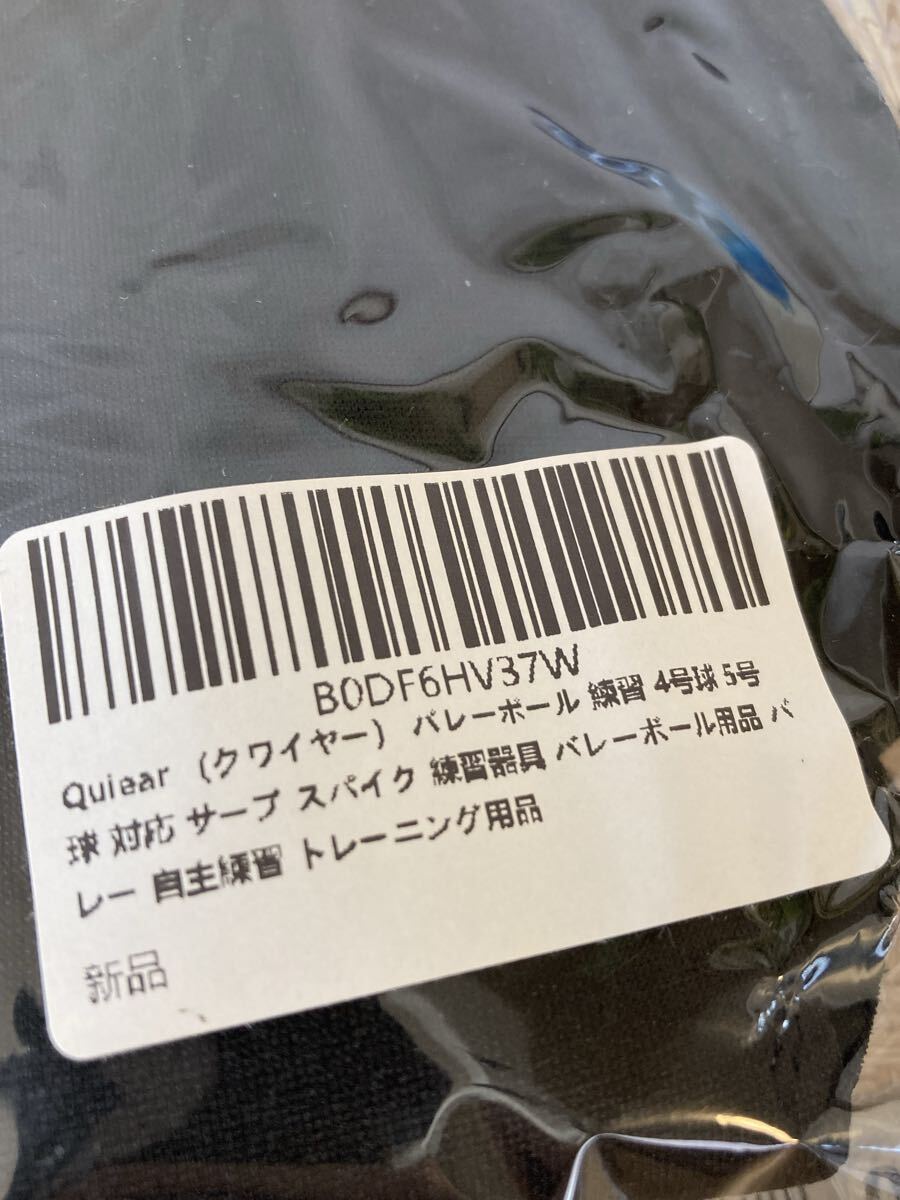 B0DF6HV37W
Quiear （クワイヤー） バレーボール 練習 4号球 5号
球 対応 サーブ スパイク 練習器具 バレーボール用品 バ
レー 自主練習 トレーニング用品
新品